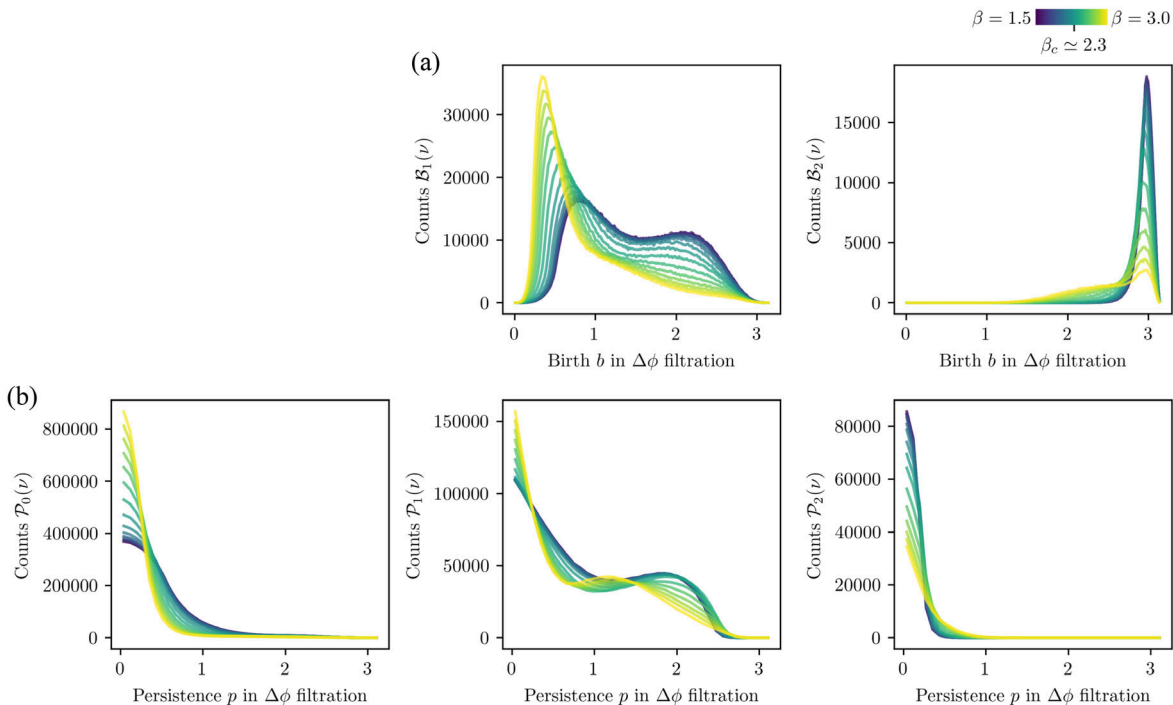 β = 1.5 β = 3.0
β_c ≃ 2.3
(a)
Counts 𝓑₁(ν)
30000
20000
10000
0
0 1 2 3
Birth b in Δϕ filtration
Counts 𝓑₂(ν)
15000
10000
5000
0
0 1 2 3
Birth b in Δϕ filtration
(b)
Counts 𝓟₀(ν)
800000
600000
400000
200000
0
0 1 2 3
Persistence p in Δϕ filtration
Counts 𝓟₁(ν)
150000
100000
50000
0
0 1 2 3
Persistence p in Δϕ filtration
Counts 𝓟₂(ν)
80000
60000
40000
20000
0
0 1 2 3
Persistence p in Δϕ filtration